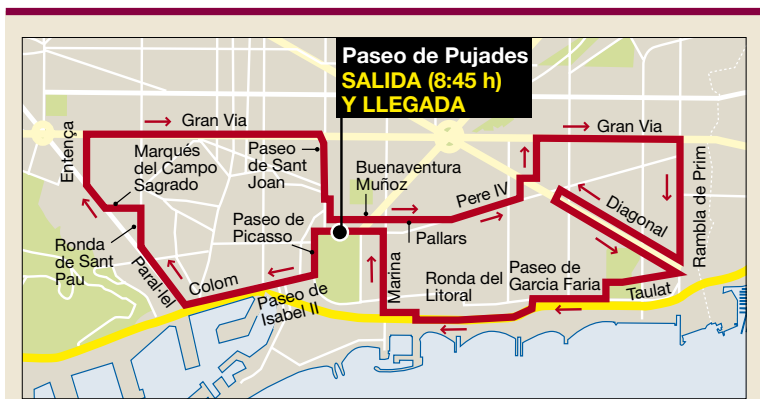 Paseo de Pujades
SALIDA (8:45 h)
Y LLEGADA
Gran Via
Gran Via
Entença
Marqués
del Campo
Sagrado
Paseo
de Sant
Joan
Buenaventura
Muñoz
Pere IV
Diagonal
Rambla de Prim
Ronda
de Sant
Pau
Paral·lel
Paseo de
Picasso
Pallars
Colom
Paseo de
Isabel II
Marina
Ronda del
Litoral
Paseo de
Garcia Faria
Taulat